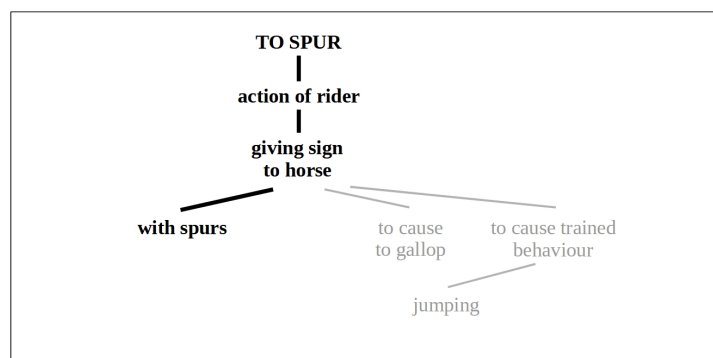 TO SPUR
action of rider
giving sign
to horse
with spurs
to cause
to gallop
to cause trained
behaviour
jumping